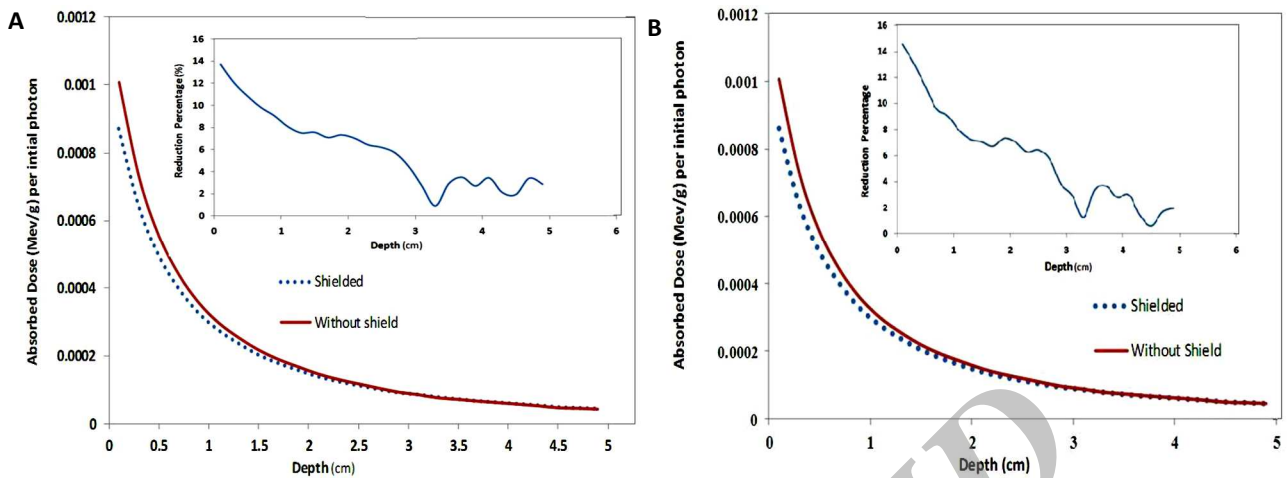 A
Absorbed Dose (Mev/g) per intial photon
0.0012
0.001
0.0008
0.0006
0.0004
0.0002
0
0 0.5 1 1.5 2 2.5 3 3.5 4 4.5 5
Depth (cm)
Reduction Percentage (%)
16
14
12
10
8
6
4
2
0
0 1 2 3 4 5 6
Depth (cm)
Shielded
Without shield
B
Absorbed Dose (Mev/g) per initial photon
0.0012
0.001
0.0008
0.0006
0.0004
0.0002
0
0 1 2 3 4 5
Depth (cm)
Reduction Percentage
16
14
12
10
8
6
4
2
0
0 1 2 3 4 5 6
Depth (cm)
Shielded
Without Shield